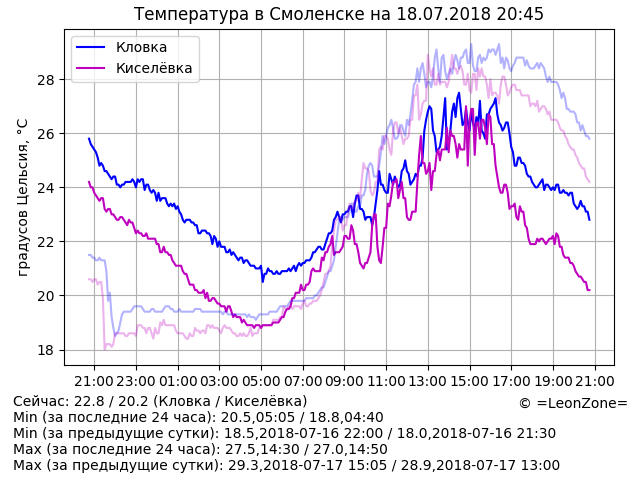 Температура в Смоленске на 18.07.2018 20:45
Кловка
Киселёвка
градусов Цельсия, °C
28
26
24
22
20
18
21:00 23:00 01:00 03:00 05:00 07:00 09:00 11:00 13:00 15:00 17:00 19:00 21:00
Сейчас: 22.8 / 20.2 (Кловка / Киселёвка)
© =LeonZone=
Min (за последние 24 часа): 20.5,05:05 / 18.8,04:40
Min (за предыдущие сутки): 18.5,2018-07-16 22:00 / 18.0,2018-07-16 21:30
Max (за последние 24 часа): 27.5,14:30 / 27.0,14:50
Max (за предыдущие сутки): 29.3,2018-07-17 15:05 / 28.9,2018-07-17 13:00